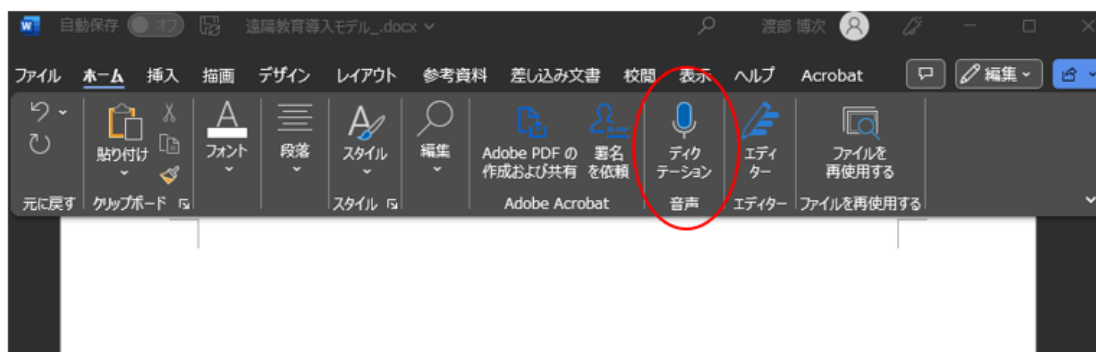 自動保存 オフ 遠隔教育導入モデル_.docx 渡部 博次
ファイル ホーム 挿入 描画 デザイン レイアウト 参考資料 差し込み文書 校閲 表示 ヘルプ Acrobat 編集
貼り付け フォント 段落 スタイル 編集 Adobe PDF の 署名 ディク エディ ファイルを
作成および共有 を依頼 テーション ター 再使用する
元に戻す クリップボード スタイル Adobe Acrobat 音声 エディター ファイルを再使用する